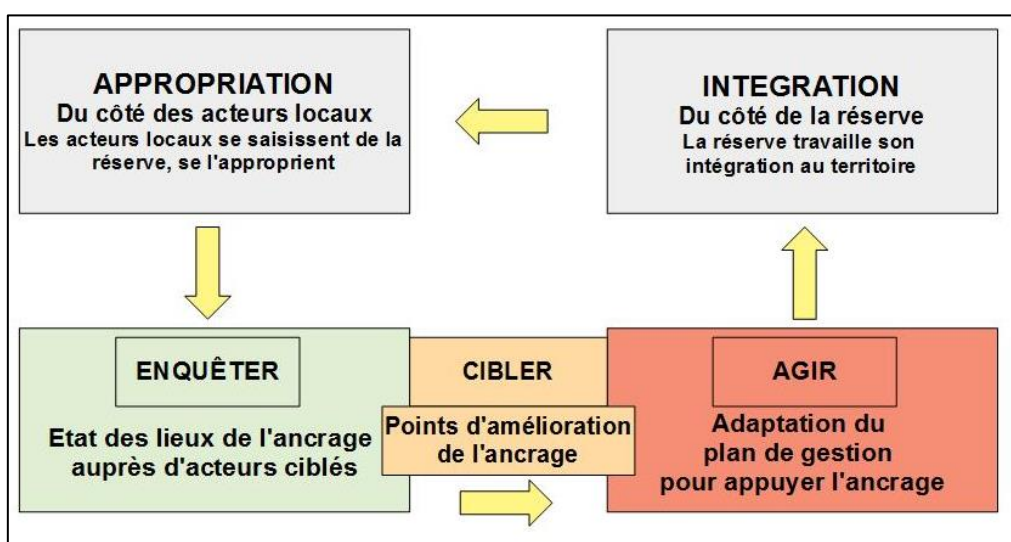 APPROPRIATION
Du côté des acteurs locaux
Les acteurs locaux se saisissent de la
réserve, se l'approprient
INTEGRATION
Du côté de la réserve
La réserve travaille son
intégration au territoire
ENQUÊTER
Etat des lieux de l'ancrage
auprès d'acteurs ciblés
CIBLER
Points d'amélioration
de l'ancrage
AGIR
Adaptation du
plan de gestion
pour appuyer l'ancrage